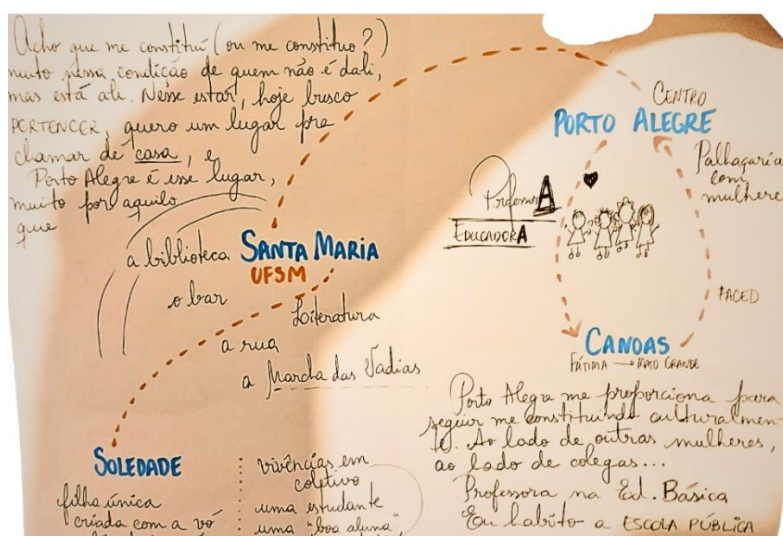 Acho que me constituí (ou me constituo?)
muito nessa condição de quem não é dali,
mas está ali. Nesse estar, hoje busco
PERTENCER, quero um lugar pra
chamar de casa, e
Porto Alegre é esse lugar,
muito por aquilo
que
a biblioteca
SANTA MARIA
UFSM
o bar
Literatura
a rua
a Marcha das Vadias
SOLEDADE
filha única
criada com a vó
vivências em
coletivo
uma estudante
uma "boa aluna"
CENTRO
PORTO ALEGRE
Palhaçaria
com
mulhere
ProfessorA
EDUCADORA
FACED
CANOAS
FÁTIMA → MATO GRANDE
Porto Alegre me proporciona para
seguir me constituindo culturalmen-
te. Ao lado de outras mulheres,
ao lado de colegas...
Professora na Ed. Básica
Eu habito a ESCOLA PÚBLICA